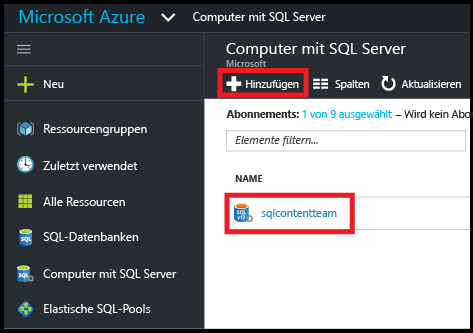 Microsoft Azure Computer mit SQL Server
Computer mit SQL Server
Microsoft
Hinzufügen Spalten Aktualisieren
Abonnements: 1 von 9 ausgewählt – Wird kein Abo
Elemente filtern...
NAME
sqlcontentteam
Neu
Ressourcengruppen
Zuletzt verwendet
Alle Ressourcen
SQL-Datenbanken
Computer mit SQL Server
Elastische SQL-Pools